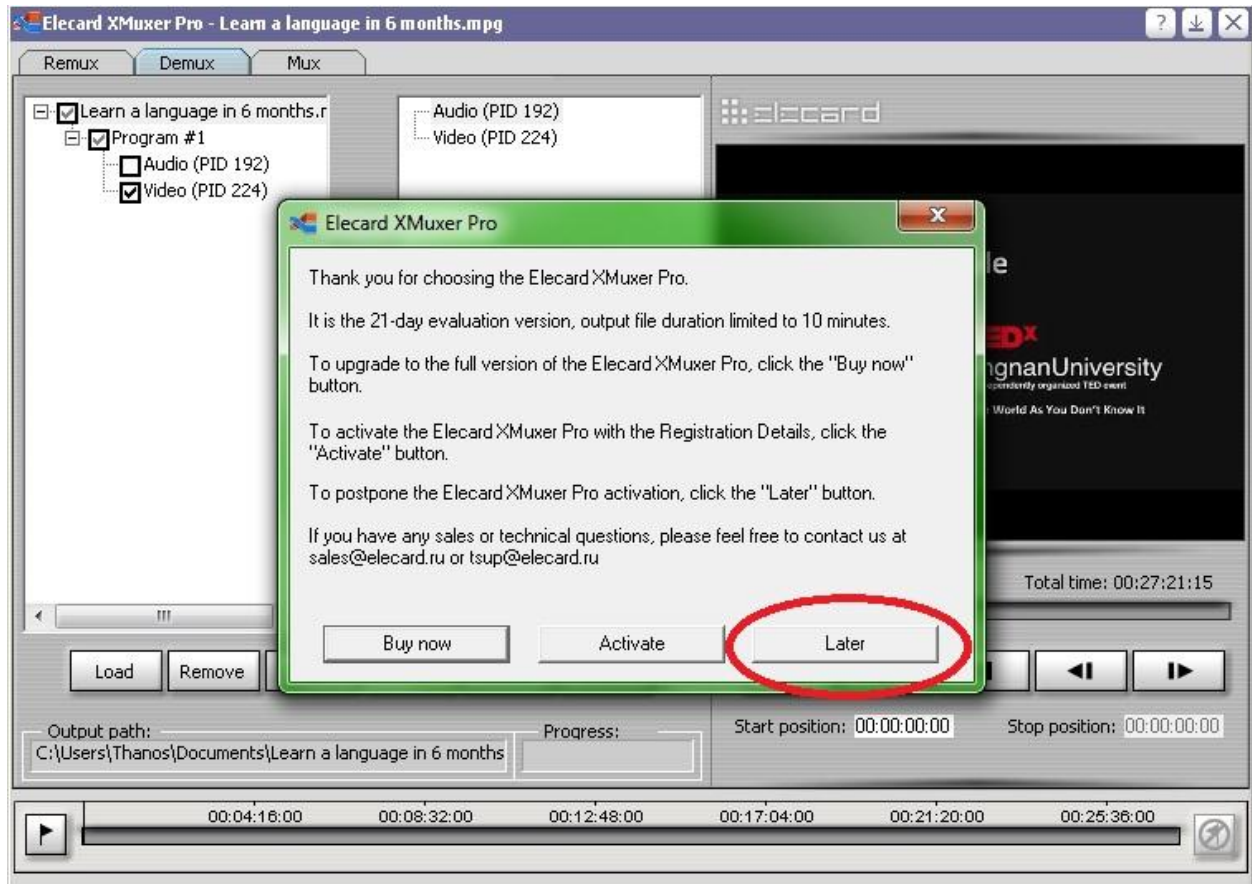 Elecard XMuxer Pro - Learn a language in 6 months.mpg
Remux Demux Mux
Learn a language in 6 months.r
Program #1
Audio (PID 192)
Video (PID 224)
Audio (PID 192)
Video (PID 224)
elecard
Elecard XMuxer Pro
Thank you for choosing the Elecard XMuxer Pro.
It is the 21-day evaluation version, output file duration limited to 10 minutes.
To upgrade to the full version of the Elecard XMuxer Pro, click the "Buy now"
button.
To activate the Elecard XMuxer Pro with the Registration Details, click the
"Activate" button.
To postpone the Elecard XMuxer Pro activation, click the "Later" button.
If you have any sales or technical questions, please feel free to contact us at
sales@elecard.ru or tsup@elecard.ru
Buy now Activate Later
le
EDx
gnanUniversity
ependently organized TED event
World As You Don't Know It
Total time: 00:27:21:15
Load Remove
Start position: 00:00:00:00 Stop position: 00:00:00:00
Output path: Progress:
C:\Users\Thanos\Documents\Learn a language in 6 months
00:04:16:00 00:08:32:00 00:12:48:00 00:17:04:00 00:21:20:00 00:25:36:00